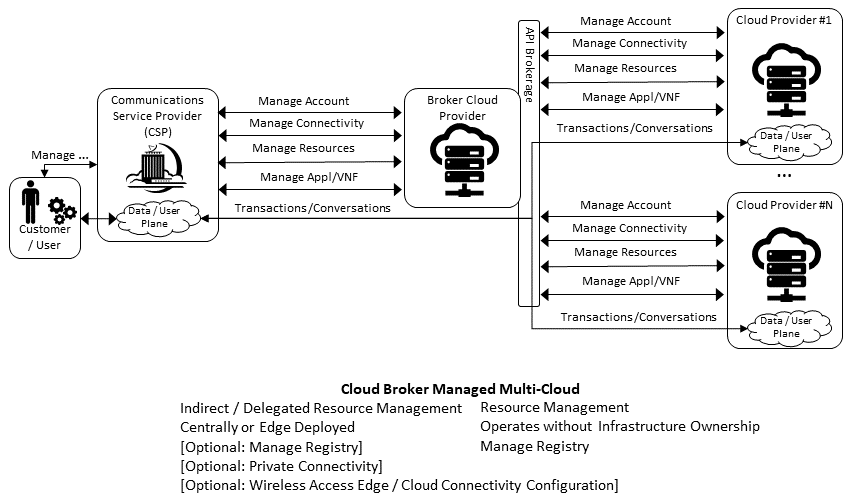 Communications
Service Provider
(CSP)
Data / User
Plane
Manage ...
Customer
/ User
Manage Account
Manage Connectivity
Manage Resources
Manage Appl/VNF
Transactions/Conversations
Broker Cloud
Provider
API Brokerage
Manage Account
Manage Connectivity
Manage Resources
Manage Appl/VNF
Transactions/Conversations
Cloud Provider #1
Data / User
Plane
...
Manage Account
Manage Connectivity
Manage Resources
Manage Appl/VNF
Transactions/Conversations
Cloud Provider #N
Data / User
Plane
Cloud Broker Managed Multi-Cloud
Indirect / Delegated Resource Management
Centrally or Edge Deployed
[Optional: Manage Registry]
[Optional: Private Connectivity]
[Optional: Wireless Access Edge / Cloud Connectivity Configuration]
Resource Management
Operates without Infrastructure Ownership
Manage Registry